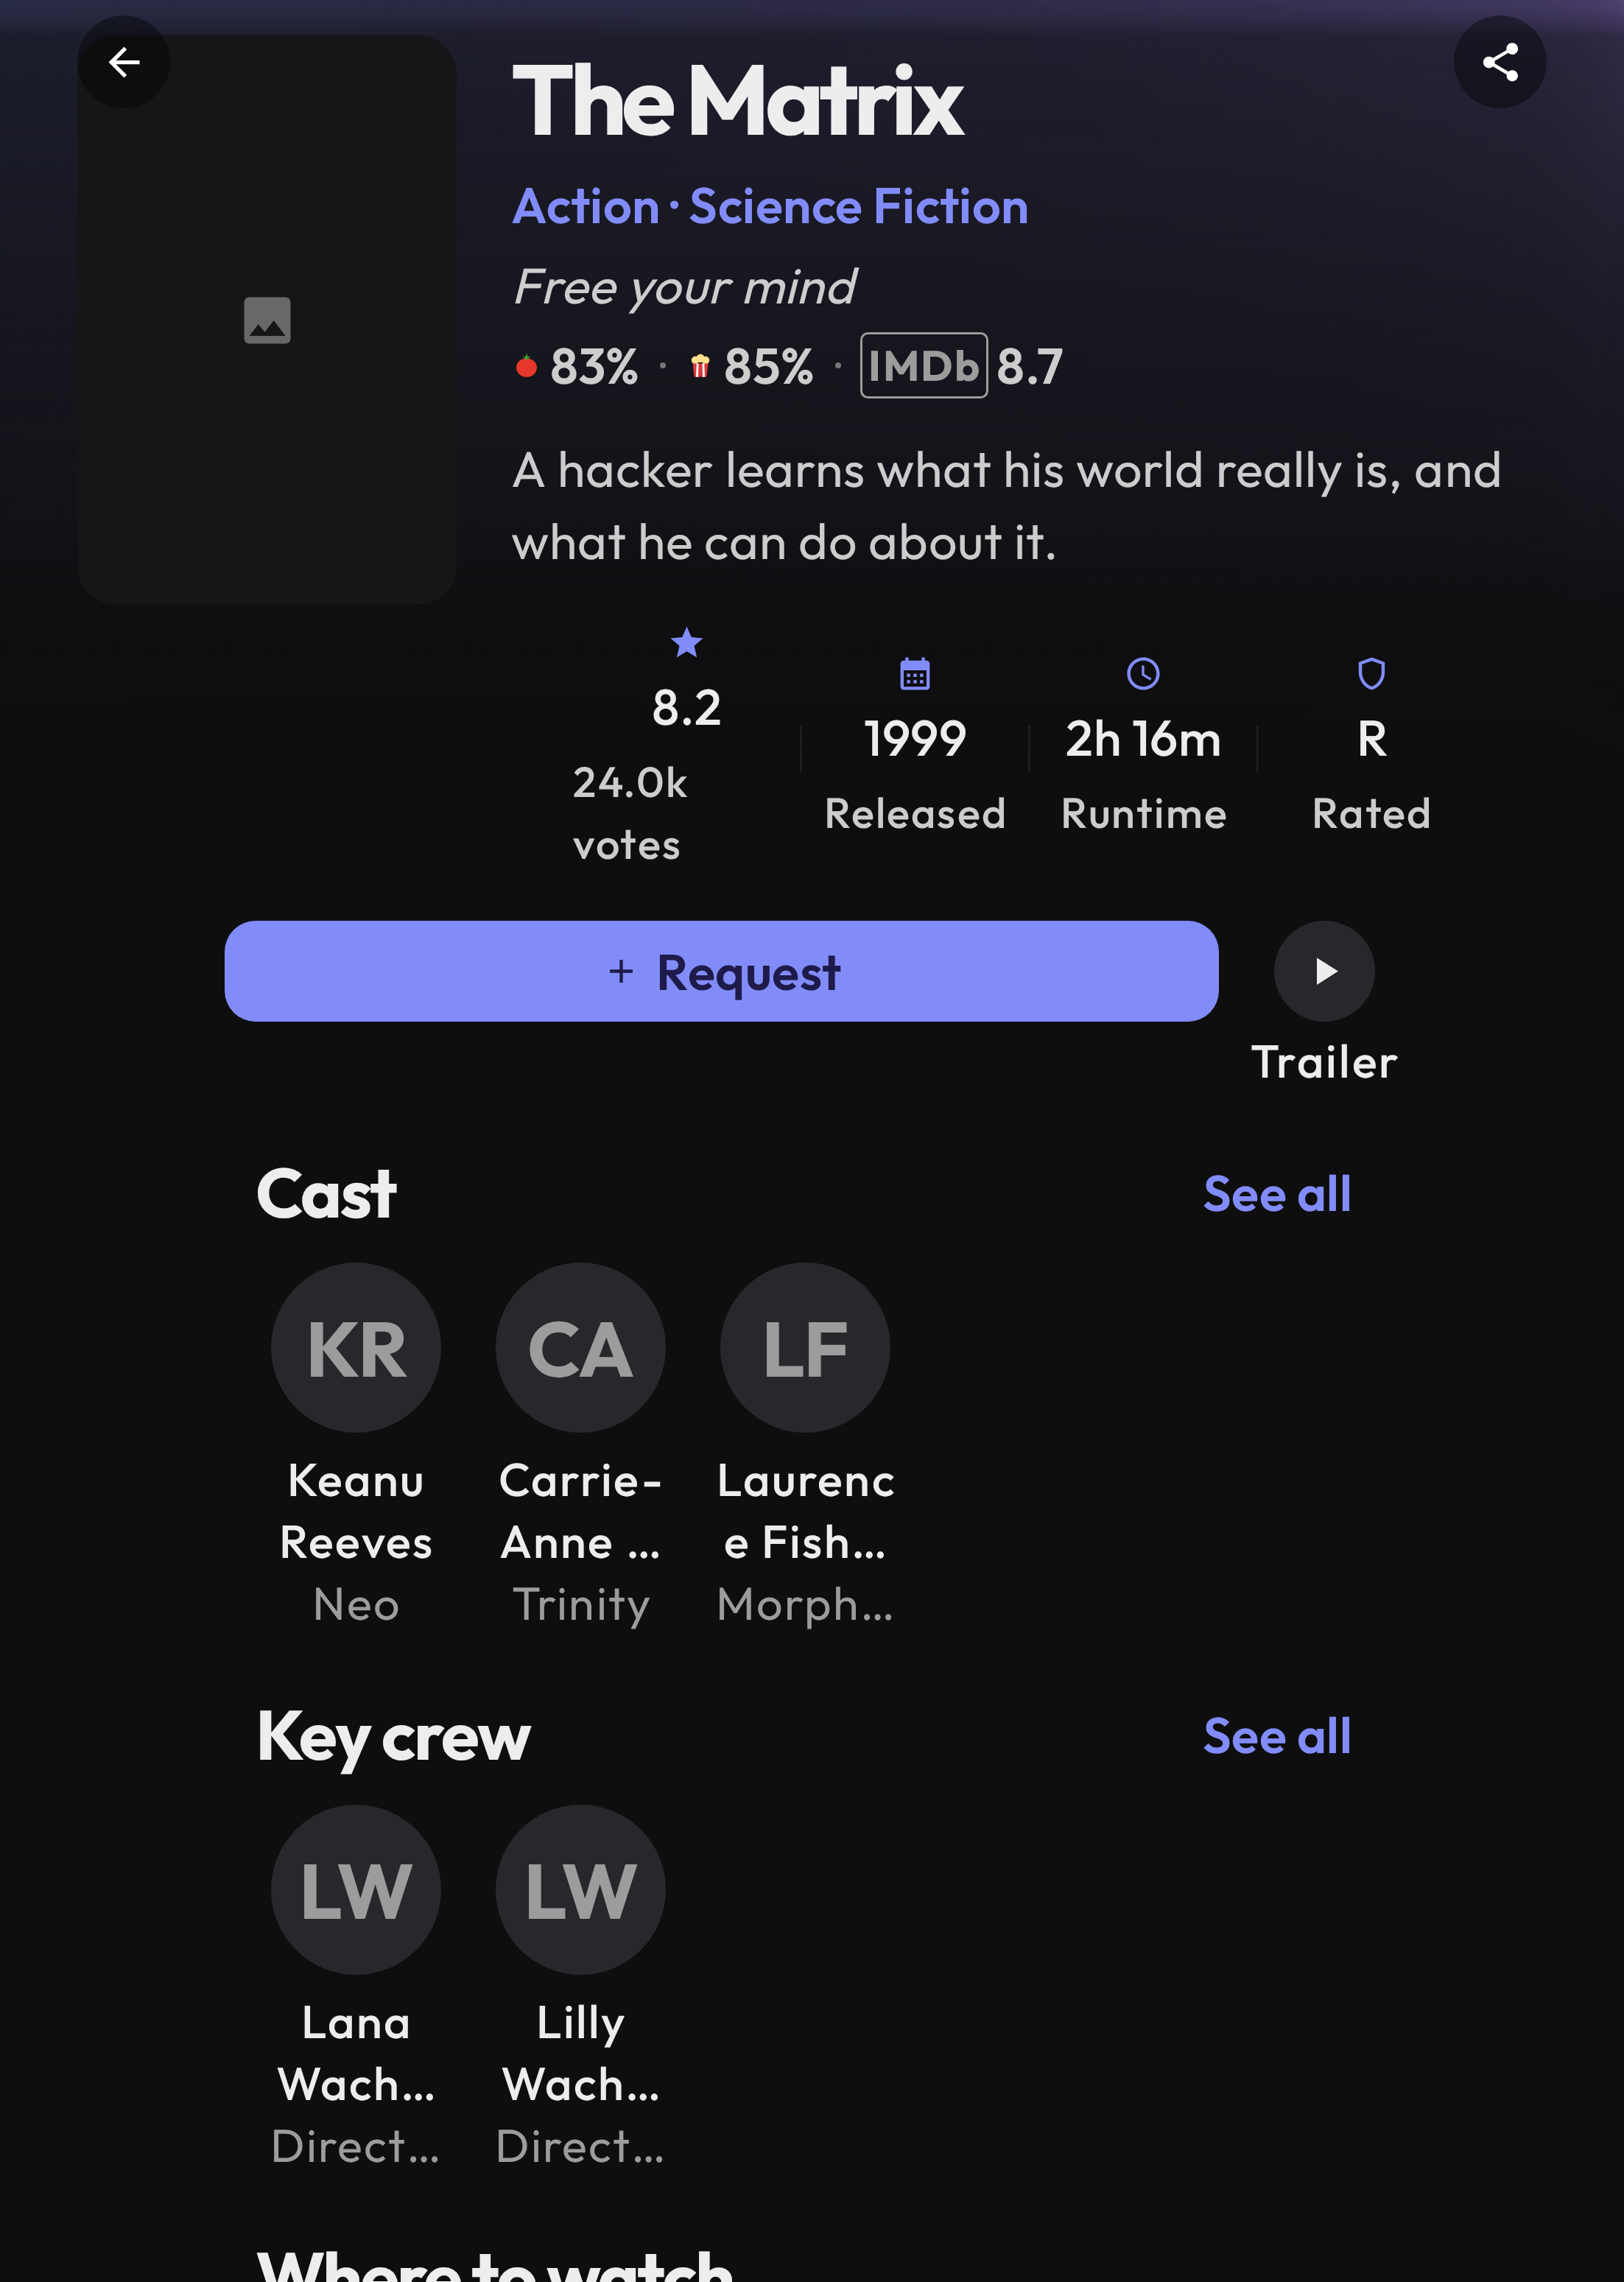 The Matrix
Action · Science Fiction
Free your mind
83% · 85% · IMDb 8.7
A hacker learns what his world really is, and
what he can do about it.
8.2
24.0k
votes
1999
Released
2h 16m
Runtime
R
Rated
+ Request
Trailer
Cast
See all
KR
Keanu
Reeves
Neo
CA
Carrie-
Anne ...
Trinity
LF
Laurenc
e Fish...
Morph...
Key crew
See all
LW
Lana
Wach...
Direct...
LW
Lilly
Wach...
Direct...
Where to watch